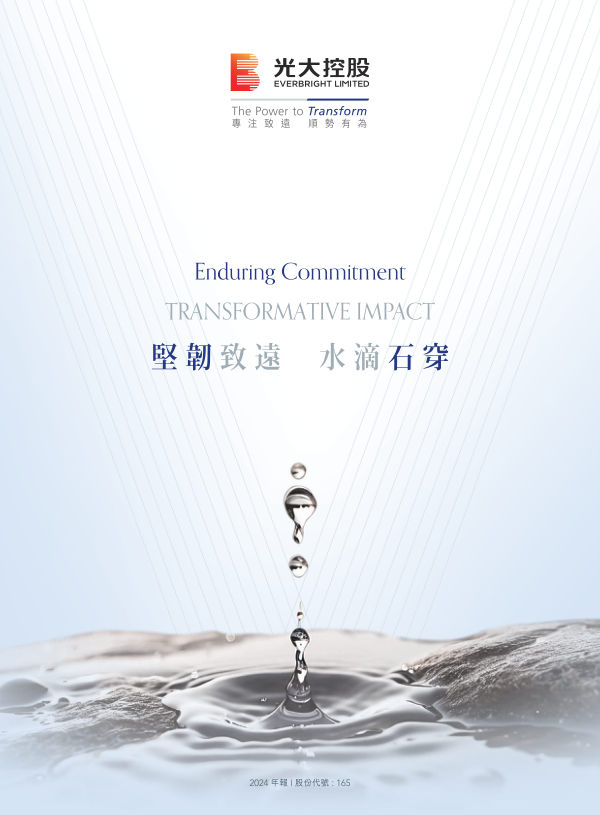 光大控股
EVERBRIGHT LIMITED
The Power to Transform
專注致遠 順勢有為
Enduring Commitment
TRANSFORMATIVE IMPACT
堅韌致遠 水滴石穿
2024 年報 | 股份代號 : 165